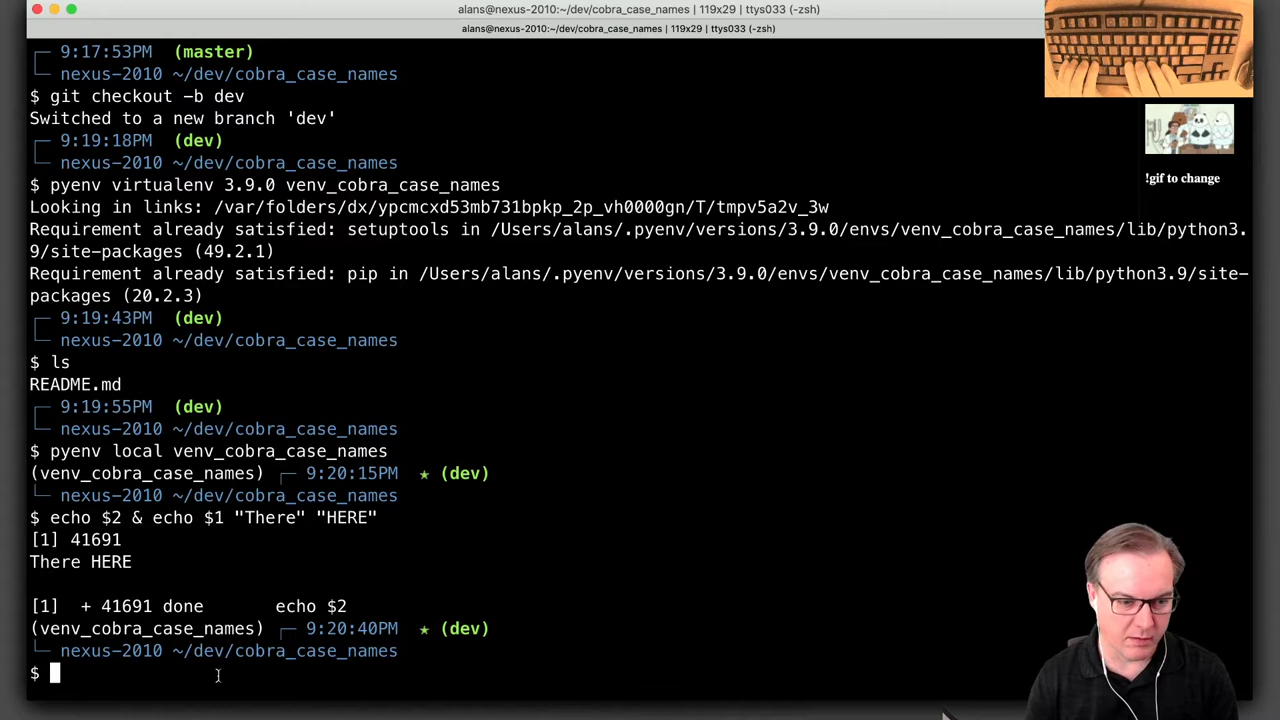 alans@nexus-2010:~/dev/cobra_case_names | 119x29 | ttys033 (-zsh)
alans@nexus-2010:~/dev/cobra_case_names | 119x29 | ttys033 (-zsh)
9:17:53PM (master)
nexus-2010 ~/dev/cobra_case_names
$ git checkout -b dev
Switched to a new branch 'dev'
9:19:18PM (dev)
nexus-2010 ~/dev/cobra_case_names
$ pyenv virtualenv 3.9.0 venv_cobra_case_names
Looking in links: /var/folders/dx/ypcmcxd53mb731bpkp_2p_vh0000gn/T/tmpv5a2v_3w
Requirement already satisfied: setuptools in /Users/alans/.pyenv/versions/3.9.0/envs/venv_cobra_case_names/lib/python3.
9/site-packages (49.2.1)
Requirement already satisfied: pip in /Users/alans/.pyenv/versions/3.9.0/envs/venv_cobra_case_names/lib/python3.9/site-
packages (20.2.3)
9:19:43PM (dev)
nexus-2010 ~/dev/cobra_case_names
$ ls
README.md
9:19:55PM (dev)
nexus-2010 ~/dev/cobra_case_names
$ pyenv local venv_cobra_case_names
(venv_cobra_case_names) 9:20:15PM ★ (dev)
nexus-2010 ~/dev/cobra_case_names
$ echo $2 & echo $1 "There" "HERE"
[1] 41691
There HERE
[1] + 41691 done echo $2
(venv_cobra_case_names) 9:20:40PM ★ (dev)
nexus-2010 ~/dev/cobra_case_names
$
!gif to change